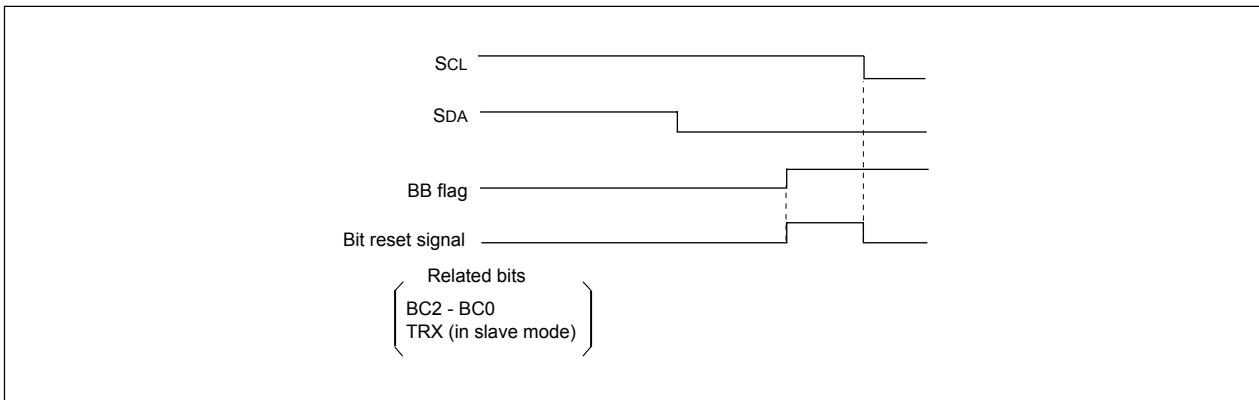 SCL
SDA
BB flag
Bit reset signal
Related bits
BC2 - BC0
TRX (in slave mode)